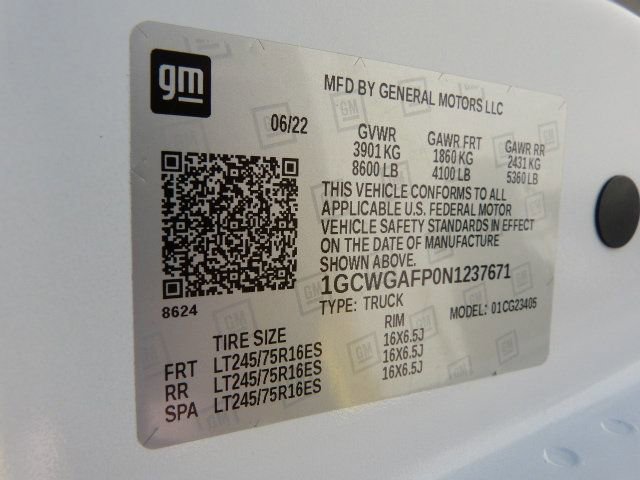 gm
MFD BY GENERAL MOTORS LLC
06/22
GVWR GAWR FRT GAWR RR
3901 KG 1860 KG 2431 KG
8600 LB 4100 LB 5360 LB
THIS VEHICLE CONFORMS TO ALL
APPLICABLE U.S. FEDERAL MOTOR
VEHICLE SAFETY STANDARDS IN EFFECT
ON THE DATE OF MANUFACTURE
SHOWN ABOVE.
1GCWGAFP0N1237671
8624
TYPE: TRUCK MODEL: 01CG23405
TIRE SIZE RIM
FRT LT245/75R16ES 16X6.5J
RR LT245/75R16ES 16X6.5J
SPA LT245/75R16ES 16X6.5J